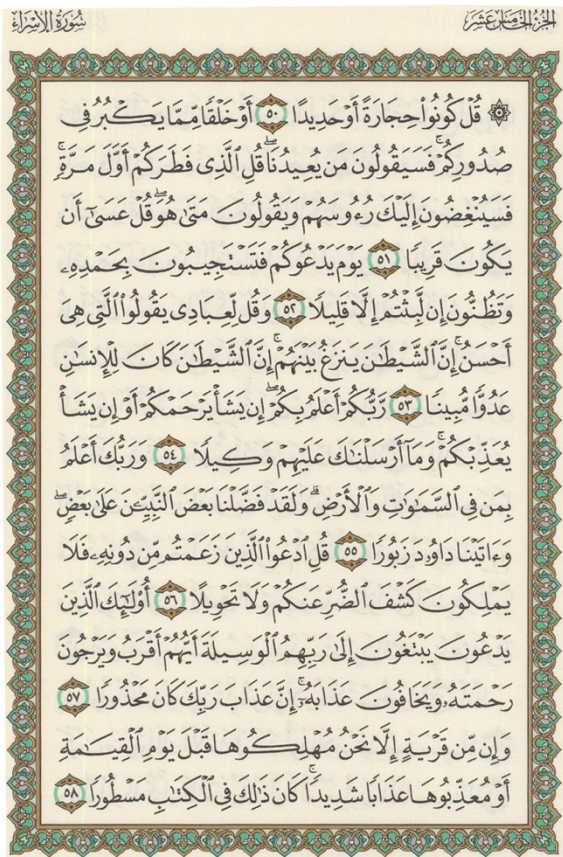 الجزء الخامس عشر
سورة الإسراء
۞ قُلْ كُونُوا۟ حِجَارَةً أَوْ حَدِيدًا ٥٠ أَوْ خَلْقًا مِّمَّا يَكْبُرُ فِى
صُدُورِكُمْ ۚ فَسَيَقُولُونَ مَن يُعِيدُنَا ۖ قُلِ ٱلَّذِى فَطَرَكُمْ أَوَّلَ مَرَّةٍ ۚ
فَسَيُنْغِضُونَ إِلَيْكَ رُءُوسَهُمْ وَيَقُولُونَ مَتَىٰ هُوَ ۖ قُلْ عَسَىٰٓ أَن
يَكُونَ قَرِيبًا ٥١ يَوْمَ يَدْعُوكُمْ فَتَسْتَجِيبُونَ بِحَمْدِهِۦ
وَتَظُنُّونَ إِن لَّبِثْتُمْ إِلَّا قَلِيلًا ٥٢ وَقُل لِّعِبَادِى يَقُولُوا۟ ٱلَّتِى هِىَ
أَحْسَنُ ۚ إِنَّ ٱلشَّيْطَـٰنَ يَنزَغُ بَيْنَهُمْ ۚ إِنَّ ٱلشَّيْطَـٰنَ كَانَ لِلْإِنسَـٰنِ
عَدُوًّا مُّبِينًا ٥٣ رَّبُّكُمْ أَعْلَمُ بِكُمْ ۖ إِن يَشَأْ يَرْحَمْكُمْ أَوْ إِن يَشَأْ
يُعَذِّبْكُمْ ۚ وَمَآ أَرْسَلْنَـٰكَ عَلَيْهِمْ وَكِيلًا ٥٤ وَرَبُّكَ أَعْلَمُ
بِمَن فِى ٱلسَّمَـٰوَٰتِ وَٱلْأَرْضِ ۗ وَلَقَدْ فَضَّلْنَا بَعْضَ ٱلنَّبِيِّـۧنَ عَلَىٰ بَعْضٍ ۖ
وَءَاتَيْنَا دَاوُۥدَ زَبُورًا ٥٥ قُلِ ٱدْعُوا۟ ٱلَّذِينَ زَعَمْتُم مِّن دُونِهِۦ فَلَا
يَمْلِكُونَ كَشْفَ ٱلضُّرِّ عَنكُمْ وَلَا تَحْوِيلًا ٥٦ أُو۟لَـٰٓئِكَ ٱلَّذِينَ
يَدْعُونَ يَبْتَغُونَ إِلَىٰ رَبِّهِمُ ٱلْوَسِيلَةَ أَيُّهُمْ أَقْرَبُ وَيَرْجُونَ
رَحْمَتَهُۥ وَيَخَافُونَ عَذَابَهُۥٓ ۚ إِنَّ عَذَابَ رَبِّكَ كَانَ مَحْذُورًا ٥٧
وَإِن مِّن قَرْيَةٍ إِلَّا نَحْنُ مُهْلِكُوهَا قَبْلَ يَوْمِ ٱلْقِيَـٰمَةِ
أَوْ مُعَذِّبُوهَا عَذَابًا شَدِيدًا ۚ كَانَ ذَٰلِكَ فِى ٱلْكِتَـٰبِ مَسْطُورًا ٥٨